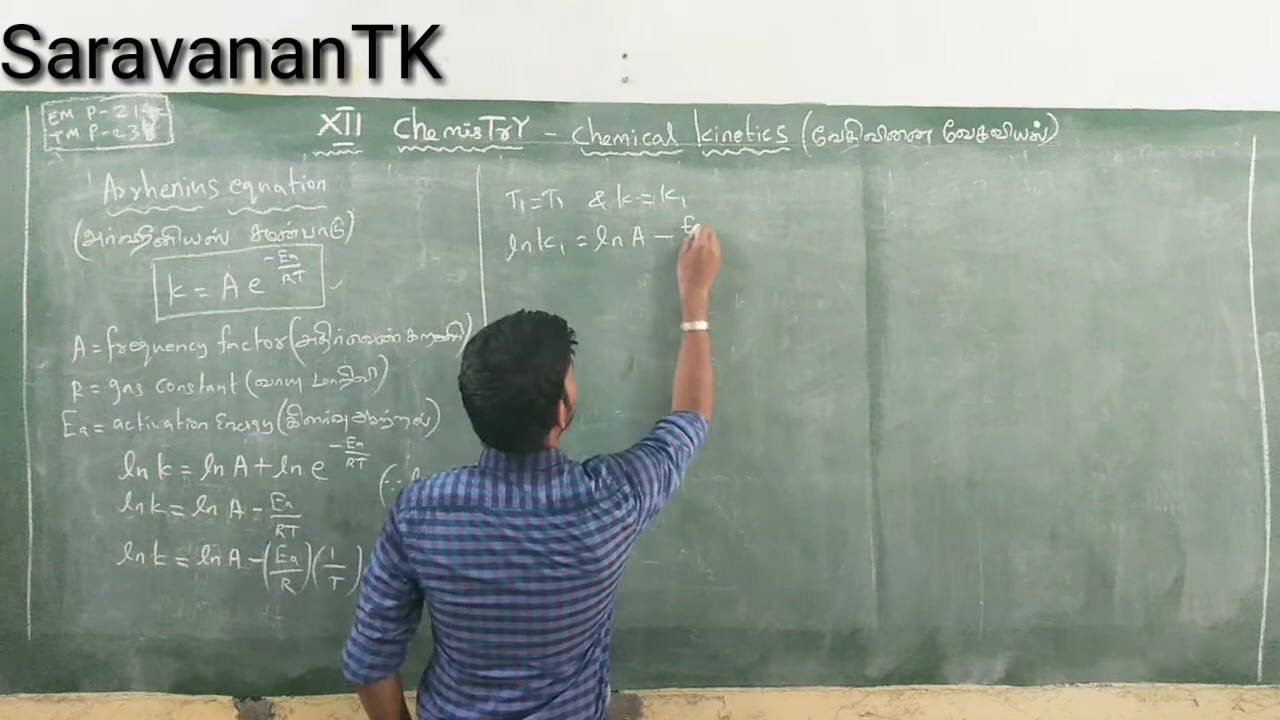 SaravananTK
EM P-214
TM P-238
XII ChemisTrY - Chemical kinetics (வேதிவினை வேகவியல்)
Arrhenius equation
(அர்ஹீனியஸ் சமன்பாடு)
k = A e^(-Ea/RT)
A = frequency factor (அதிர்வெண் காரணி)
R = gas constant (வாயு மாறிலி)
Ea = activation Energy (கிளர்வு ஆற்றல்)
ln k = ln A + ln e^(-Ea/RT)
ln k = ln A - Ea/RT
ln k = ln A - (Ea/R)(1/T)
T₁ = T₁ & k = k₁
ln k₁ = ln A - Ea